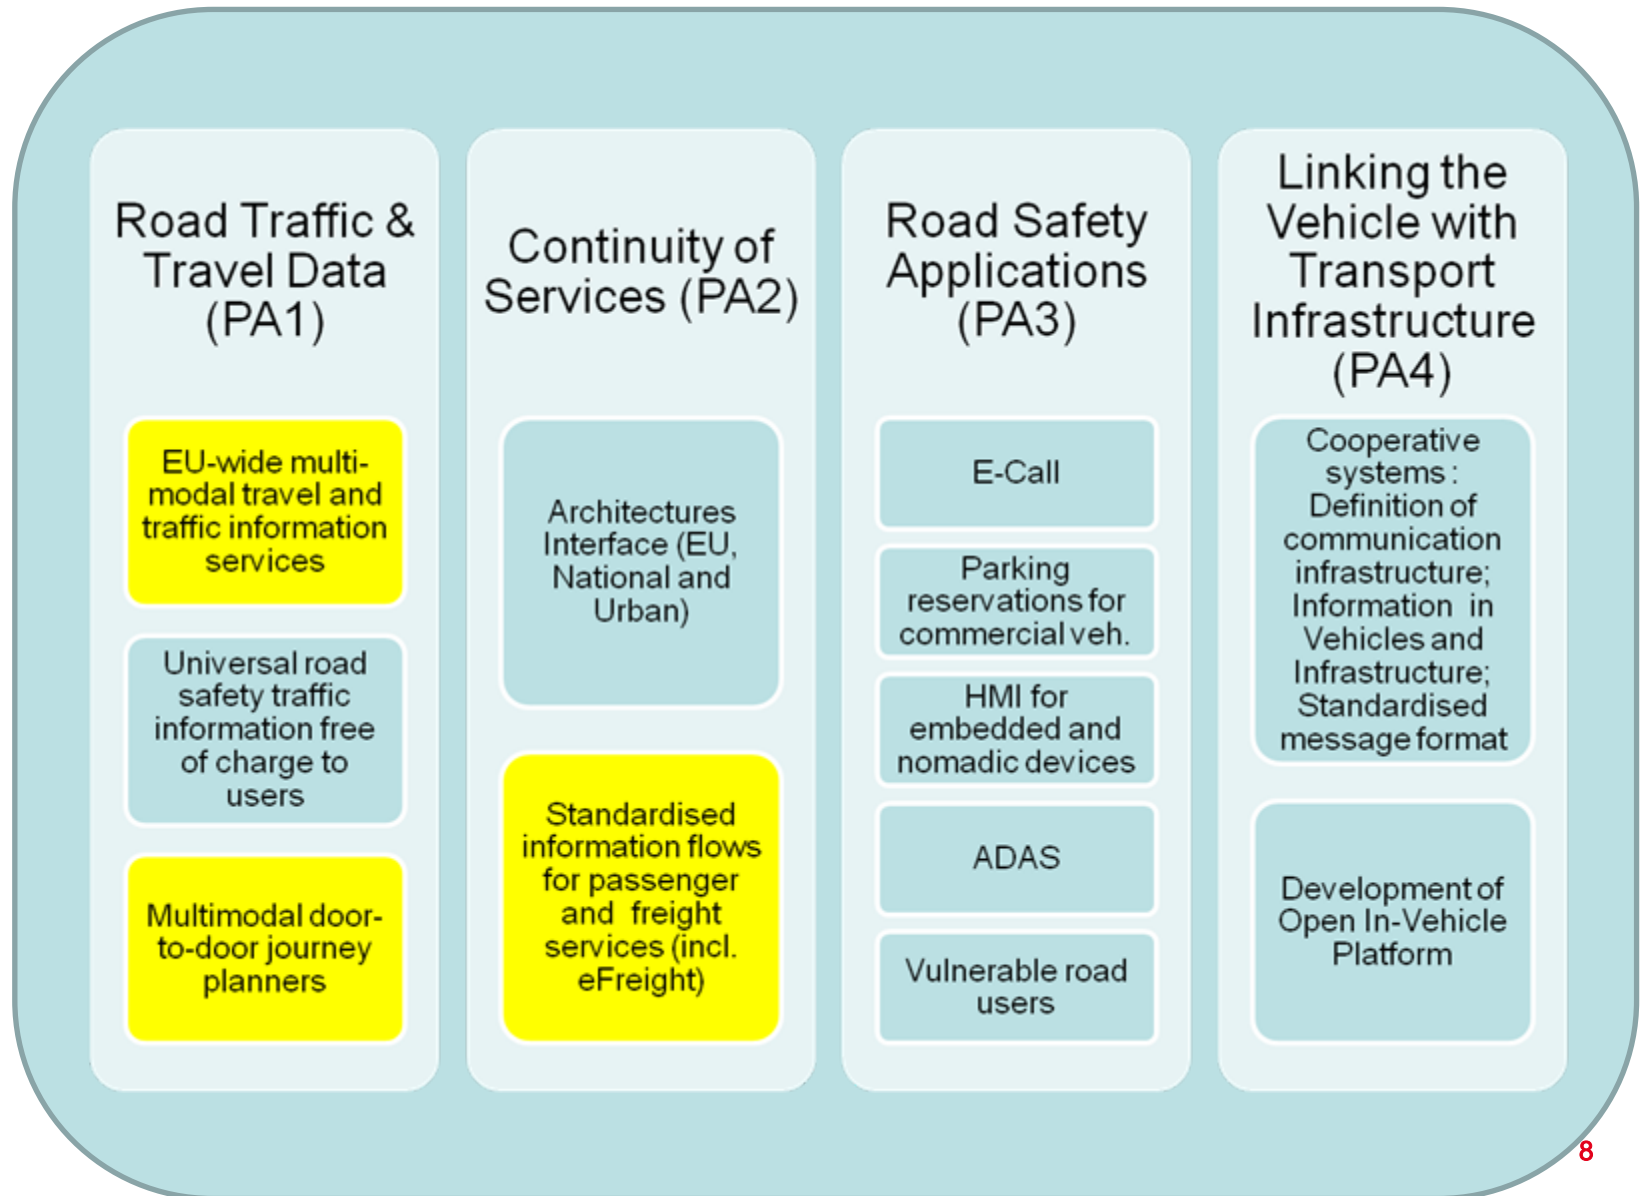 Road Traffic &
Travel Data
(PA1)
EU-wide multi-
modal travel and
traffic information
services
Universal road
safety traffic
information free
of charge to
users
Multimodal door-
to-door journey
planners
Continuity of
Services (PA2)
Architectures
Interface (EU,
National and
Urban)
Standardised
information flows
for passenger
and freight
services (incl.
eFreight)
Road Safety
Applications
(PA3)
E-Call
Parking
reservations for
commercial veh.
HMI for
embedded and
nomadic devices
ADAS
Vulnerable road
users
Linking the
Vehicle with
Transport
Infrastructure
(PA4)
Cooperative
systems :
Definition of
communication
infrastructure;
Information in
Vehicles and
Infrastructure;
Standardised
message format
Development of
Open In-Vehicle
Platform
8